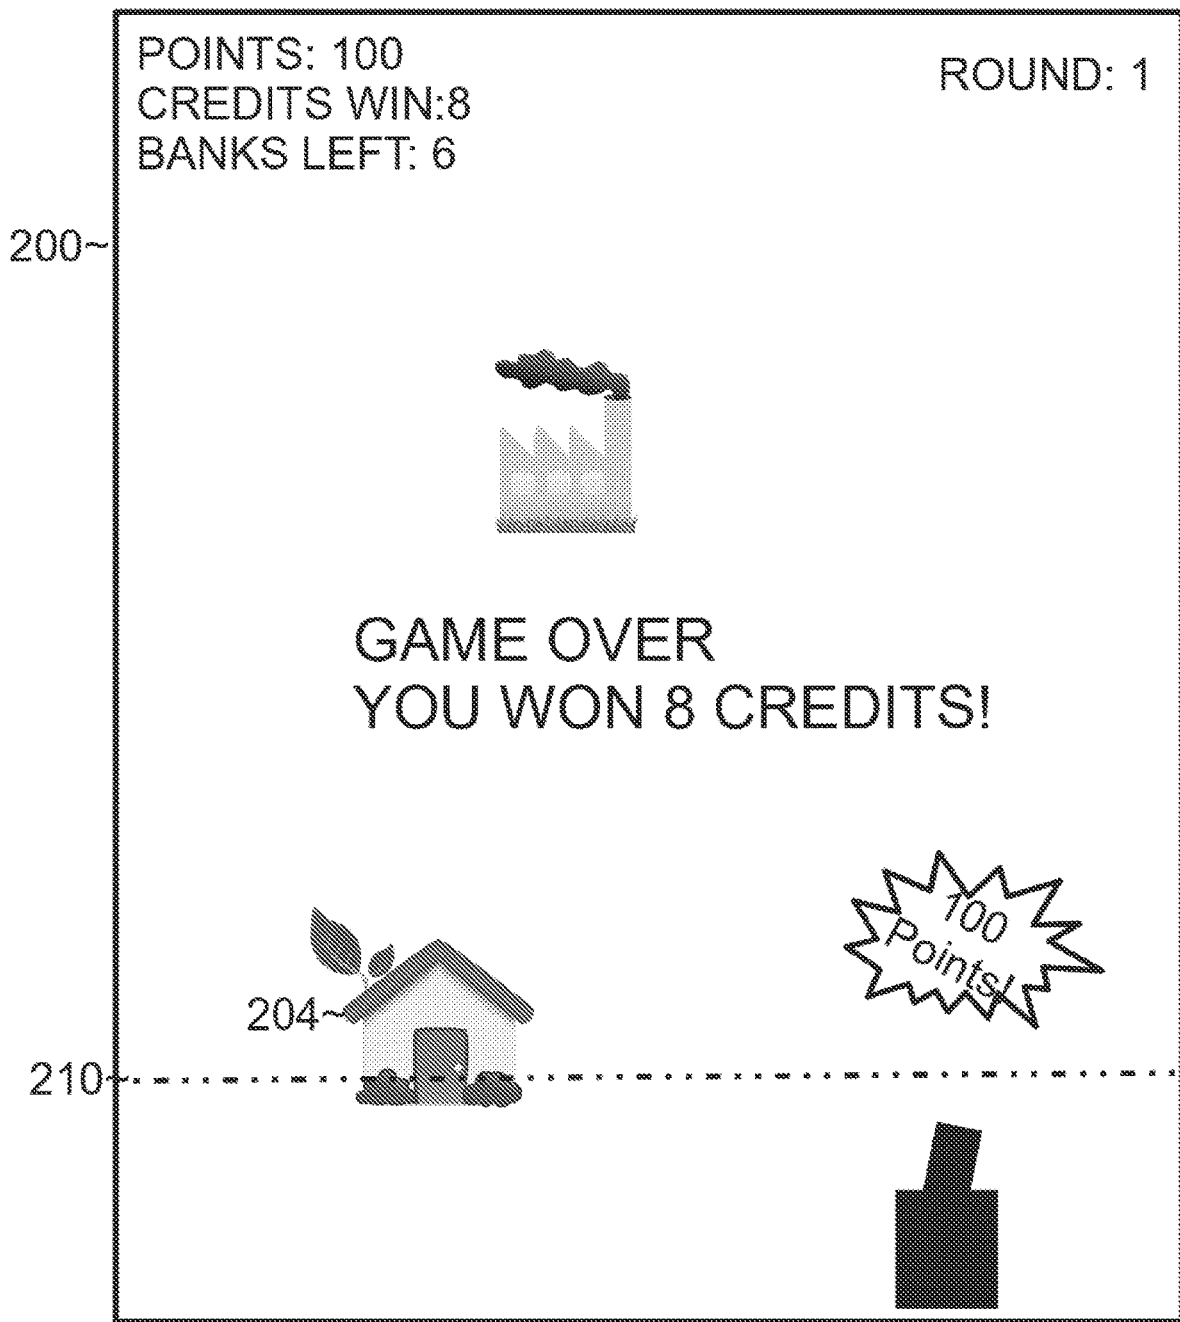 POINTS: 100
CREDITS WIN:8
BANKS LEFT: 6
ROUND: 1
200~
GAME OVER
YOU WON 8 CREDITS!
100
Points!
204~
210~